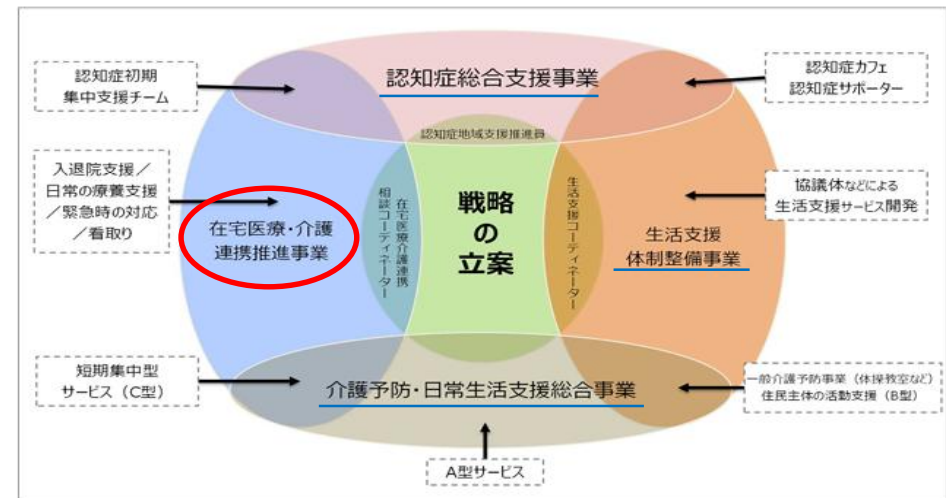 認知症初期
集中支援チーム
認知症総合支援事業
認知症カフェ
認知症サポーター
認知症地域支援推進員
入退院支援／
日常の療養支援
／緊急時の対応
／看取り
在宅医療・介護
連携推進事業
在宅医療介護連携
相談コーディネーター
戦略
の
立案
生活支援コーディネーター
協議体などによる
生活支援サービス開発
生活支援
体制整備事業
短期集中型
サービス（C型）
介護予防・日常生活支援総合事業
一般介護予防事業（体操教室など）
住民主体の活動支援（B型）
A型サービス